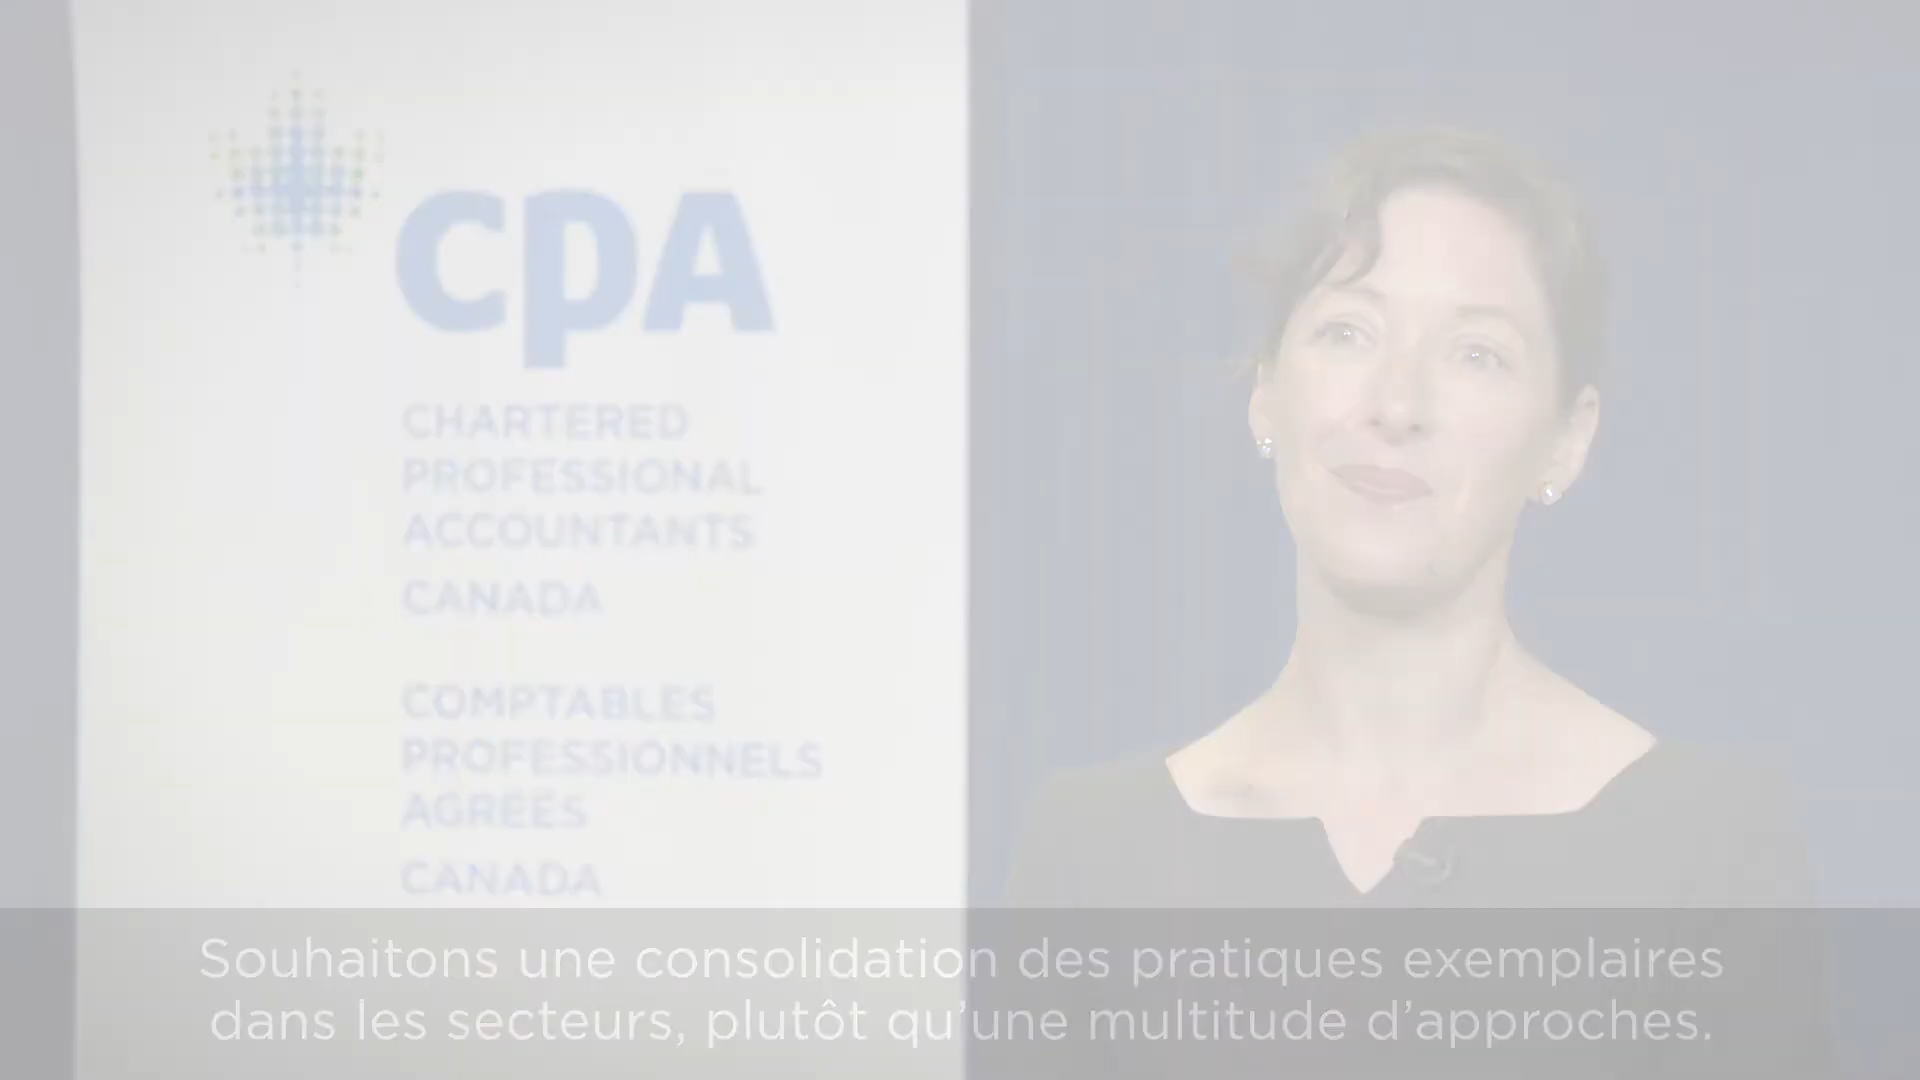 cpa
CHARTERED
PROFESSIONAL
ACCOUNTANTS
CANADA
COMPTABLES
PROFESSIONNELS
AGRÉÉS
CANADA
Souhaitons une consolidation des pratiques exemplaires
dans les secteurs, plutôt qu’une multitude d’approches.